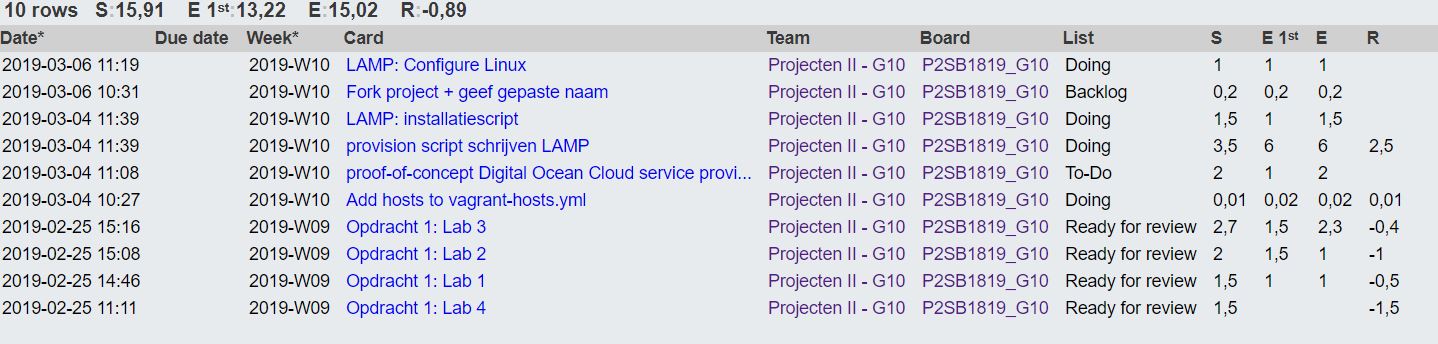 10 rows S:15,91 E 1st:13,22 E:15,02 R:-0,89
Date* Due date Week* Card Team Board List S E 1st E R
2019-03-06 11:19 2019-W10 LAMP: Configure Linux Projecten II - G10 P2SB1819_G10 Doing 1 1 1
2019-03-06 10:31 2019-W10 Fork project + geef gepaste naam Projecten II - G10 P2SB1819_G10 Backlog 0,2 0,2 0,2
2019-03-04 11:39 2019-W10 LAMP: installatiescript Projecten II - G10 P2SB1819_G10 Doing 1,5 1 1,5
2019-03-04 11:39 2019-W10 provision script schrijven LAMP Projecten II - G10 P2SB1819_G10 Doing 3,5 6 6 2,5
2019-03-04 11:08 2019-W10 proof-of-concept Digital Ocean Cloud service provi... Projecten II - G10 P2SB1819_G10 To-Do 2 1 2
2019-03-04 10:27 2019-W10 Add hosts to vagrant-hosts.yml Projecten II - G10 P2SB1819_G10 Doing 0,01 0,02 0,02 0,01
2019-02-25 15:16 2019-W09 Opdracht 1: Lab 3 Projecten II - G10 P2SB1819_G10 Ready for review 2,7 1,5 2,3 -0,4
2019-02-25 15:08 2019-W09 Opdracht 1: Lab 2 Projecten II - G10 P2SB1819_G10 Ready for review 2 1,5 1 -1
2019-02-25 14:46 2019-W09 Opdracht 1: Lab 1 Projecten II - G10 P2SB1819_G10 Ready for review 1,5 1 1 -0,5
2019-02-25 11:11 2019-W09 Opdracht 1: Lab 4 Projecten II - G10 P2SB1819_G10 Ready for review 1,5 -1,5